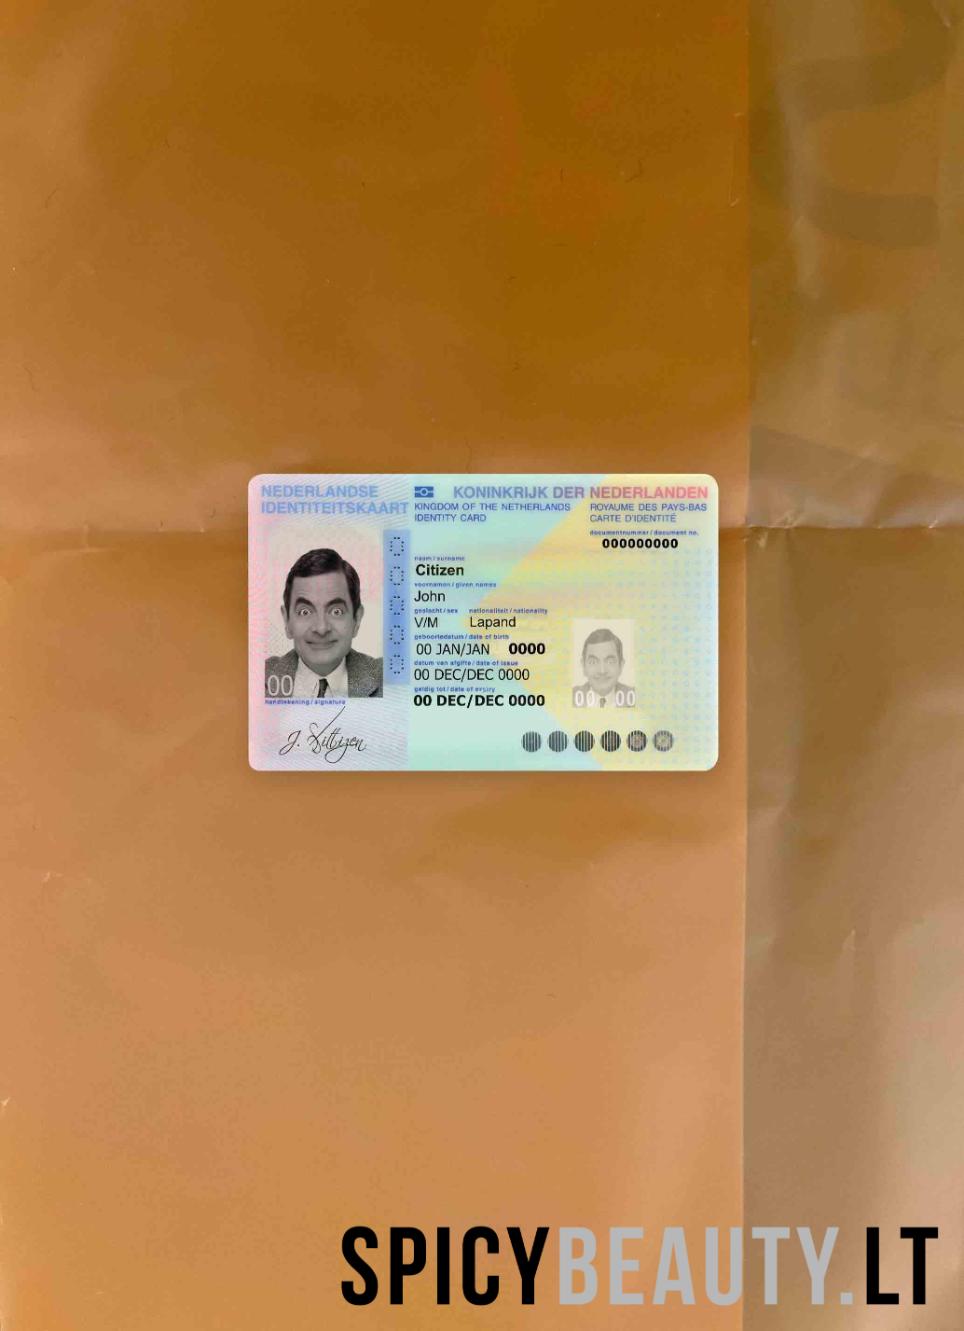 NEDERLANDSE
IDENTITEITSKAART
KONINKRIJK DER NEDERLANDEN
KINGDOM OF THE NETHERLANDS
IDENTITY CARD
ROYAUME DES PAYS-BAS
CARTE D'IDENTITÉ
documentnummer / document no.
000000000
naam / surname
Citizen
voornamen / given names
John
geslacht / sex nationaliteit / nationality
V/M Lapand
geboortedatum / date of birth
00 JAN/JAN 0000
datum van afgifte / date of issue
00 DEC/DEC 0000
geldig tot / date of expiry
00 DEC/DEC 0000
00
00 00
handtekening / signature
SPICYBEAUTY.LT